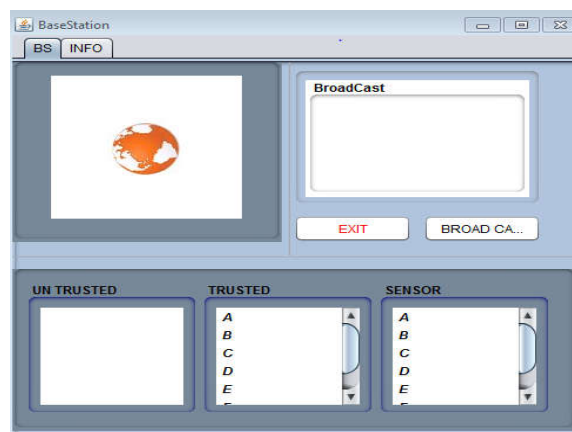 BaseStation
BS INFO
BroadCast
EXIT BROAD CA...
UN TRUSTED TRUSTED SENSOR
A A
B B
C C
D D
E E